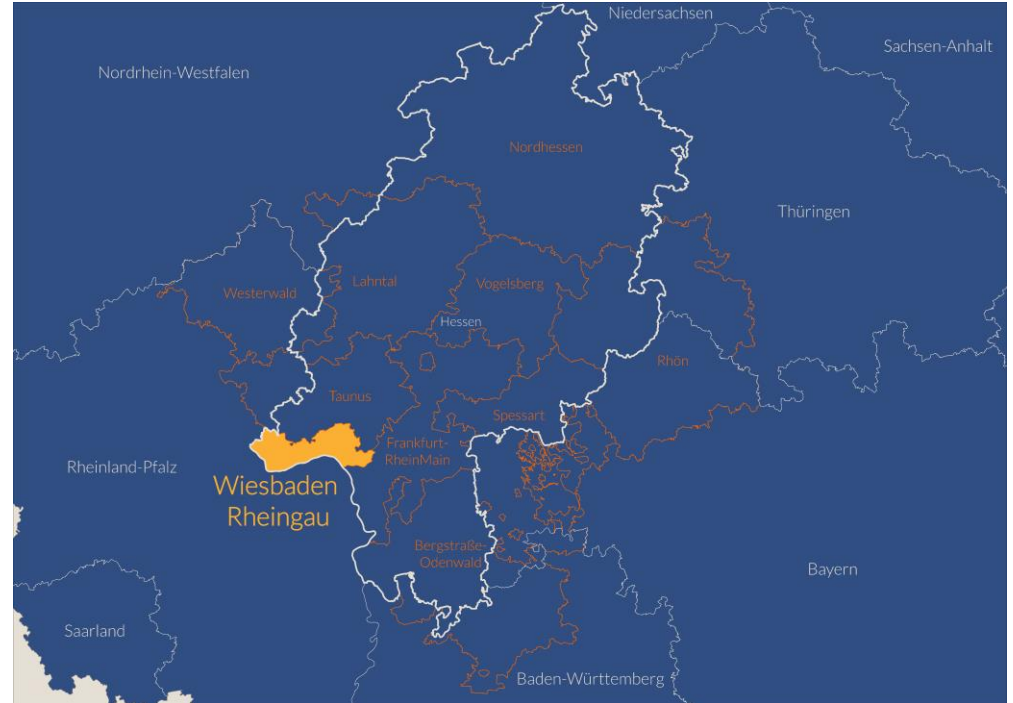 Niedersachsen
Sachsen-Anhalt
Nordrhein-Westfalen
Nordhessen
Thüringen
Lahntal
Vogelsberg
Westerwald
Hessen
Rhön
Taunus
Spessart
Frankfurt-
RheinMain
Rheinland-Pfalz
Wiesbaden
Rheingau
Bergstraße-
Odenwald
Bayern
Saarland
Baden-Württemberg